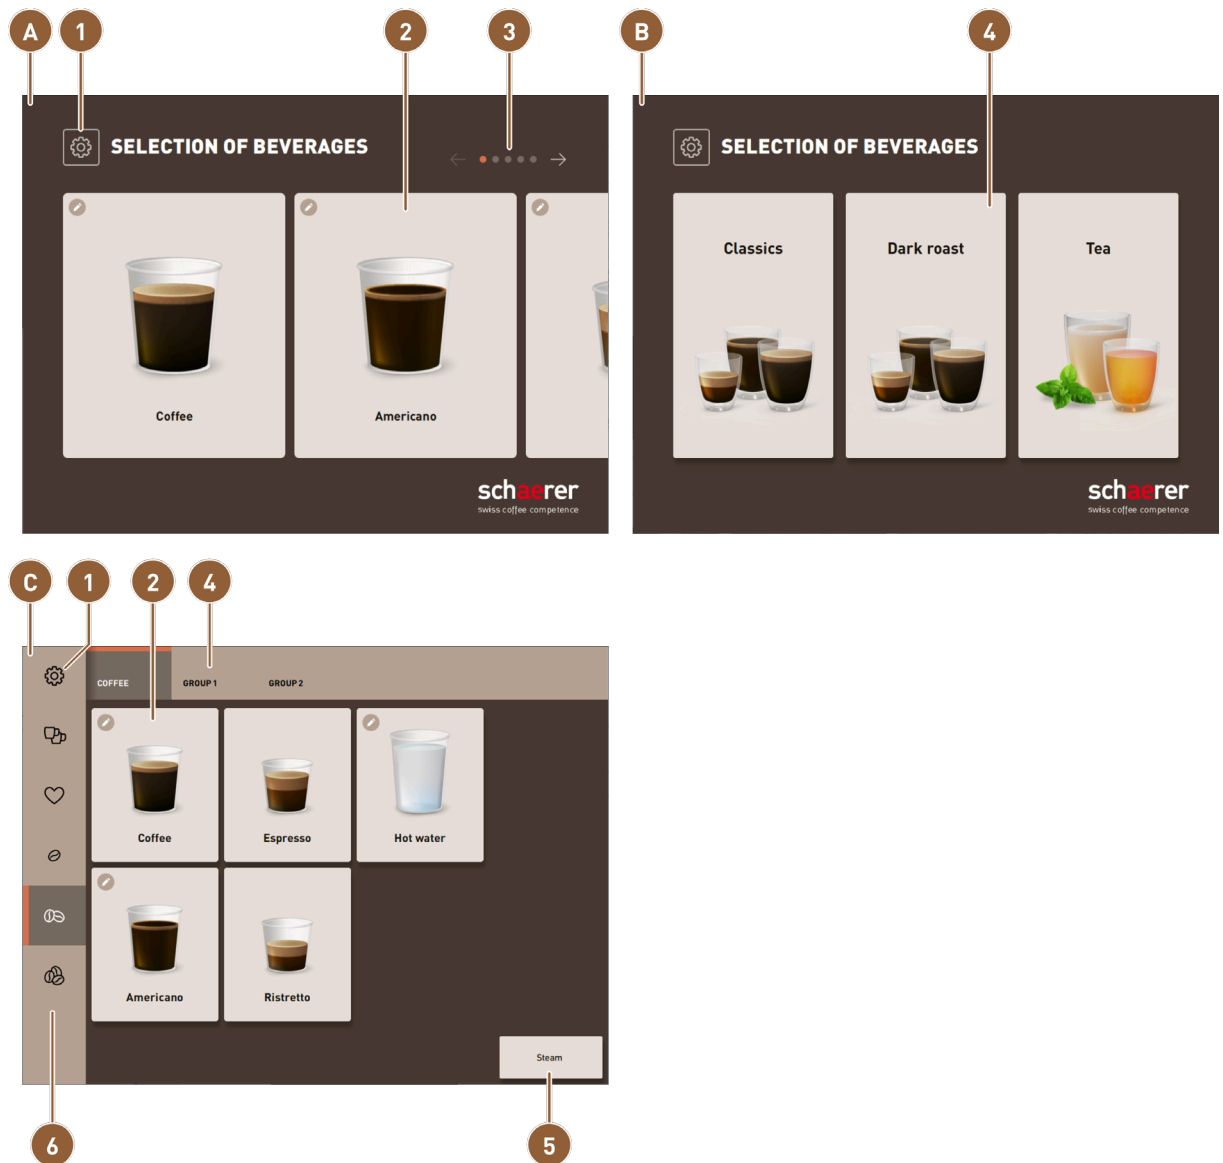 A 1 2 3
SELECTION OF BEVERAGES
Coffee
Americano
schaerer
swiss coffee competence
B 4
SELECTION OF BEVERAGES
Classics
Dark roast
Tea
schaerer
swiss coffee competence
C 1 2 4
COFFEE GROUP 1 GROUP 2
Coffee Espresso Hot water
Americano Ristretto
Steam
6 5